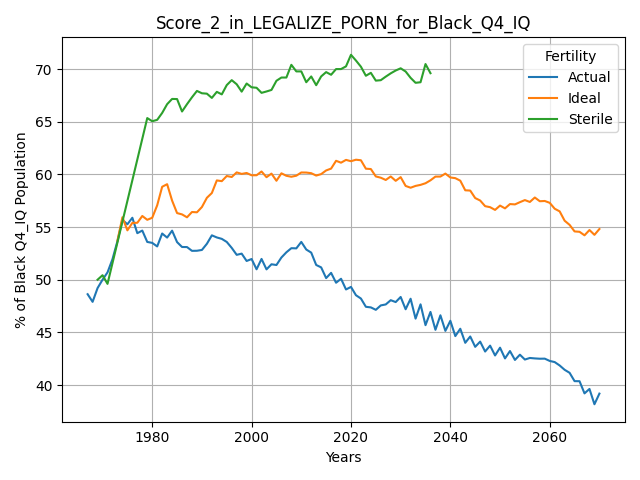 Score_2_in_LEGALIZE_PORN_for_Black_Q4_IQ
Fertility
Actual
Ideal
Sterile
% of Black Q4_IQ Population
70
65
60
55
50
45
40
1980 2000 2020 2040 2060
Years